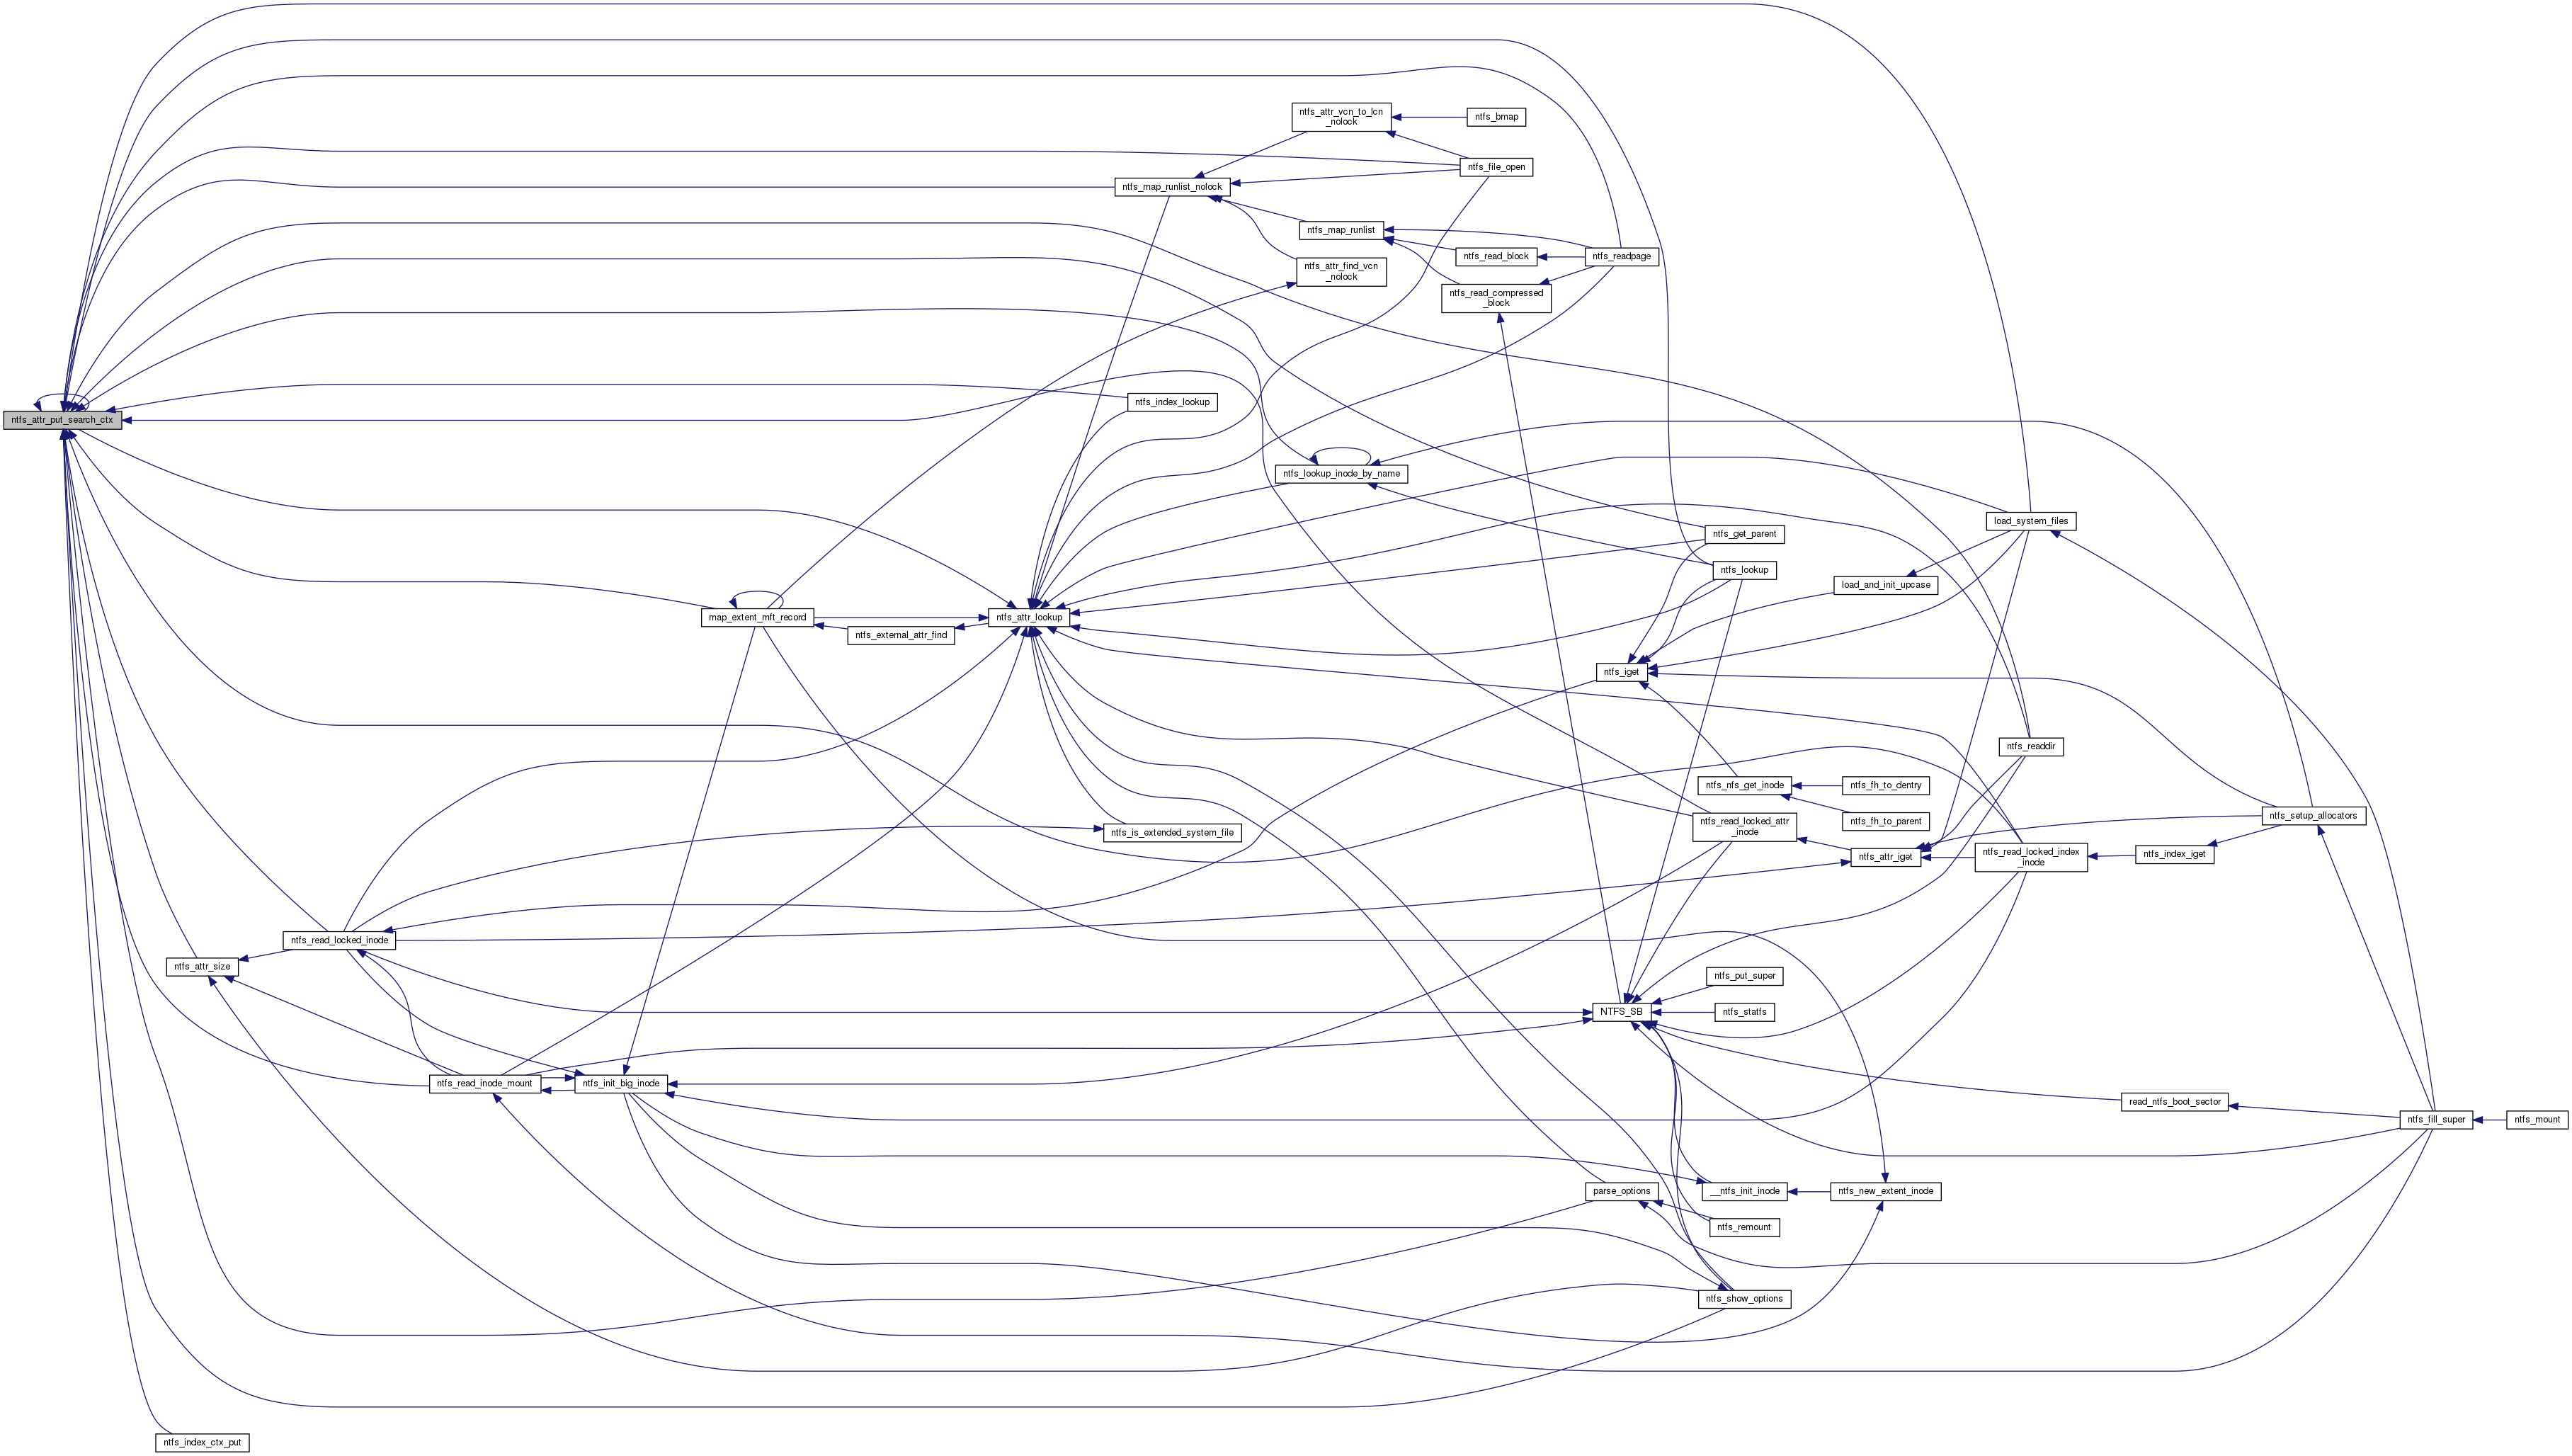 ntfs_attr_vcn_to_lcn
_nolock
ntfs_bmap
ntfs_file_open
ntfs_map_runlist_nolock
ntfs_map_runlist
ntfs_read_block
ntfs_readpage
ntfs_attr_find_vcn
_nolock
ntfs_read_compressed
_block
ntfs_index_lookup
ntfs_attr_put_search_ctx
ntfs_lookup_inode_by_name
load_system_files
ntfs_get_parent
ntfs_lookup
load_and_init_upcase
map_extent_mft_record
ntfs_attr_lookup
ntfs_external_attr_find
ntfs_iget
ntfs_readdir
ntfs_nfs_get_inode
ntfs_fh_to_dentry
ntfs_fh_to_parent
ntfs_setup_allocators
ntfs_is_extended_system_file
ntfs_read_locked_attr
_inode
ntfs_attr_iget
ntfs_read_locked_index
_inode
ntfs_index_iget
ntfs_read_locked_inode
ntfs_attr_size
ntfs_put_super
NTFS_SB
ntfs_statfs
ntfs_read_inode_mount
ntfs_init_big_inode
read_ntfs_boot_sector
ntfs_fill_super
ntfs_mount
parse_options
__ntfs_init_inode
ntfs_new_extent_inode
ntfs_remount
ntfs_show_options
ntfs_index_ctx_put